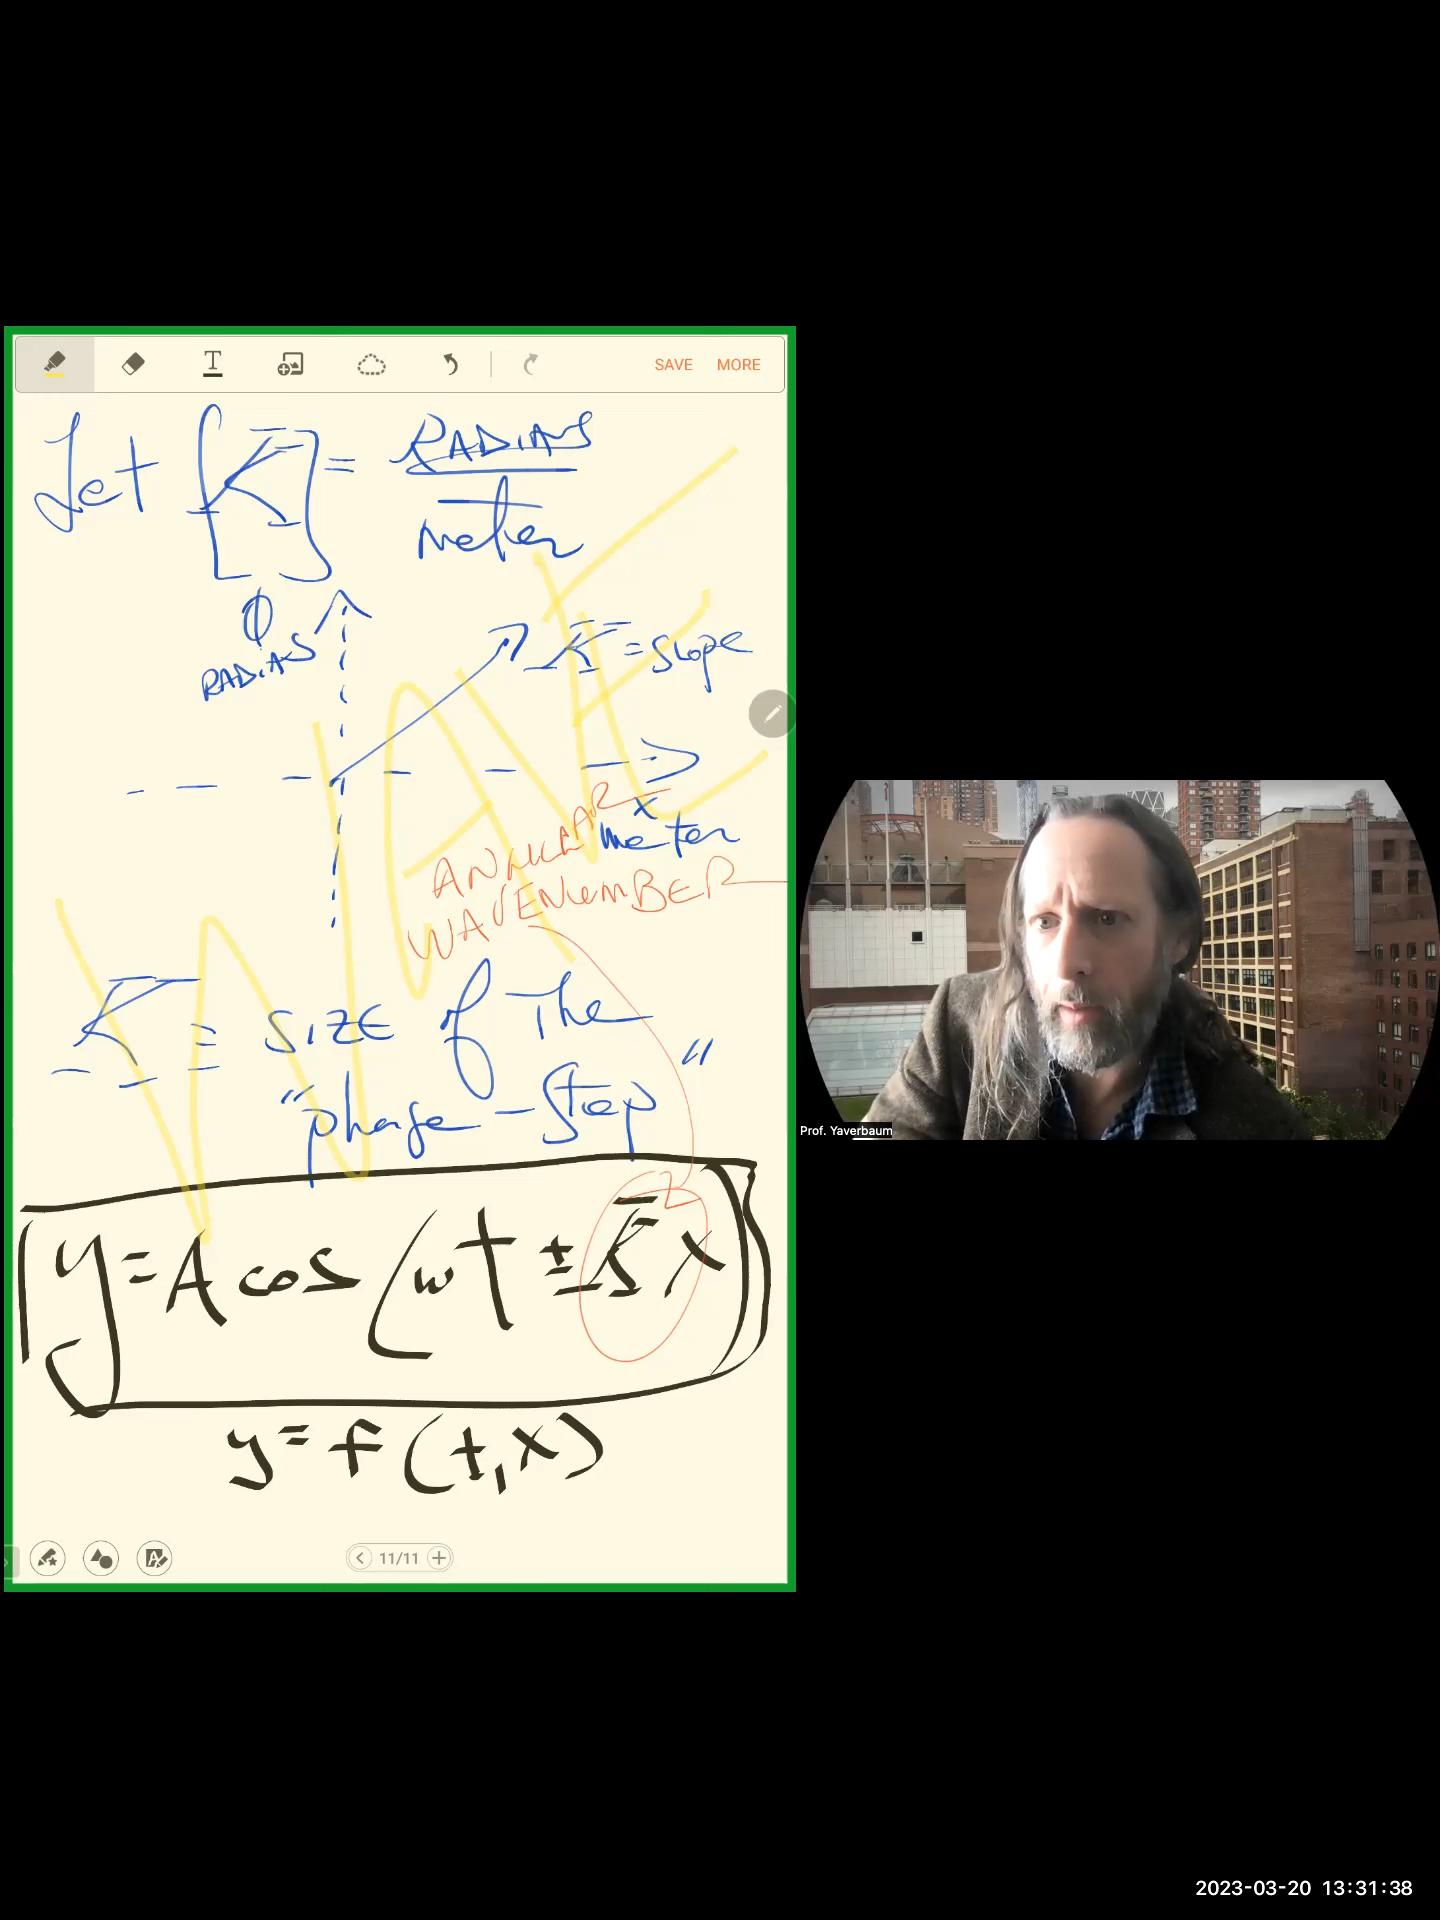 T
SAVE MORE
Let [K] = RADIANS
meter
ϕ
RADIANS
K = slope
x
meter
ANGULAR
WAVENUMBER
WAVE
K ≡ SIZE of The
"phase-step"
y = A cos (ωt ± Kx)
y = f(t,x)
11/11
Prof. Yaverbaum
2023-03-20 13:31:38